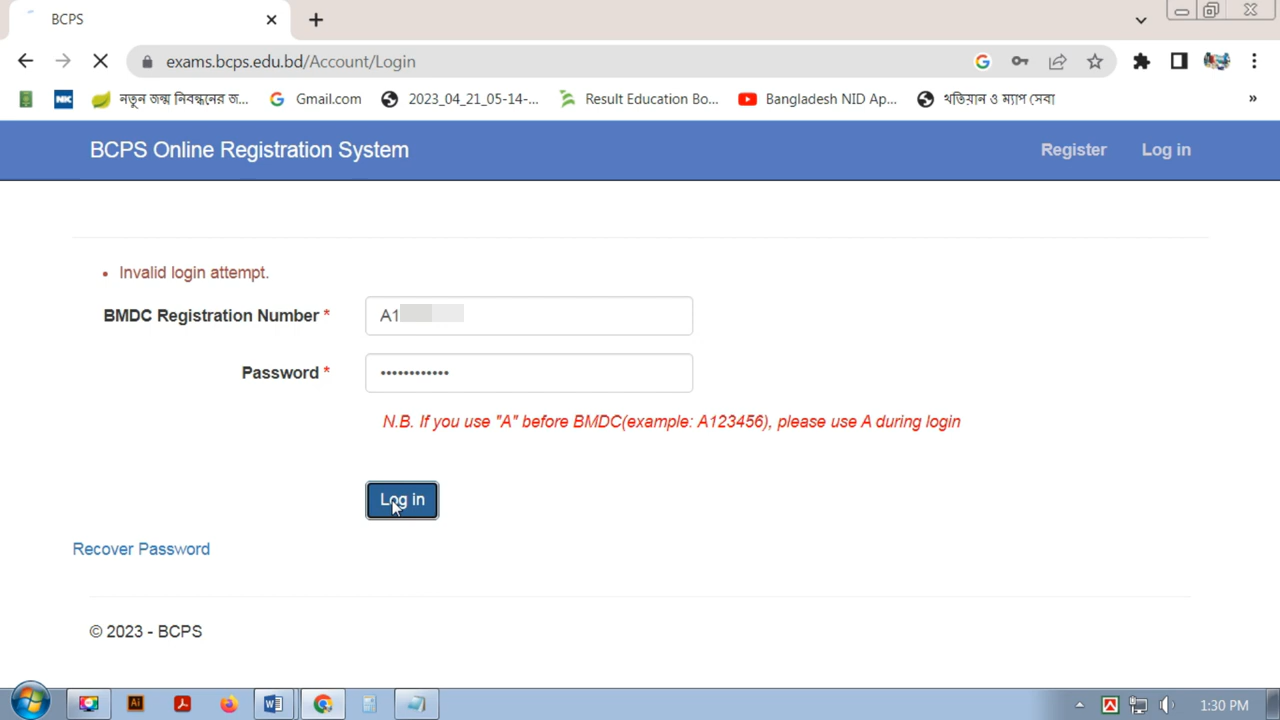 BCPS
exams.bcps.edu.bd/Account/Login
নতুন জন্ম নিবন্ধনের জ... Gmail.com 2023_04_21_05-14-... Result Education Bo... Bangladesh NID Ap... খতিয়ান ও ম্যাপ সেবা »
BCPS Online Registration System Register Log in
• Invalid login attempt.
BMDC Registration Number * A1
Password * ••••••••••••
N.B. If you use "A" before BMDC(example: A123456), please use A during login
Log in
Recover Password
© 2023 - BCPS
1:30 PM